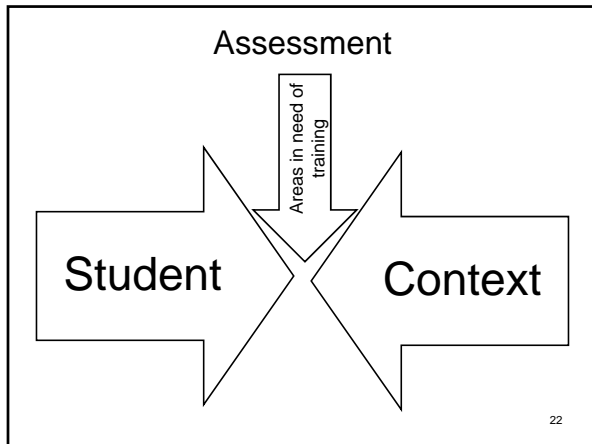 Assessment
Areas in need of
training
Student
Context
22